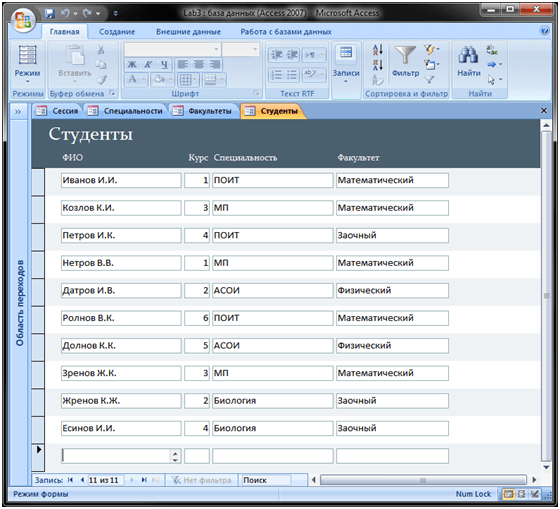 Lab3 : база данных (Access 2007) - Microsoft Access
Главная Создание Внешние данные Работа с базами данных
Режим Вставить Ж К Ч А Записи Фильтр Найти
Режимы Буфер обмена Шрифт Текст RTF Сортировка и фильтр Найти
Сессия Специальности Факультеты Студенты
Студенты
ФИО Курс Специальность Факультет
Иванов И.И. 1 ПОИТ Математический
Козлов К.И. 3 МП Математический
Петров И.К. 4 ПОИТ Заочный
Нетров В.В. 1 МП Математический
Датров И.В. 2 АСОИ Физический
Ролнов В.К. 6 ПОИТ Математический
Долнов К.К. 5 АСОИ Физический
Зренов Ж.К. 3 МП Математический
Жренов К.Ж. 2 Биология Заочный
Есинов И.И. 4 Биология Заочный
Область переходов
Запись: 11 из 11 Нет фильтра Поиск
Режим формы Num Lock